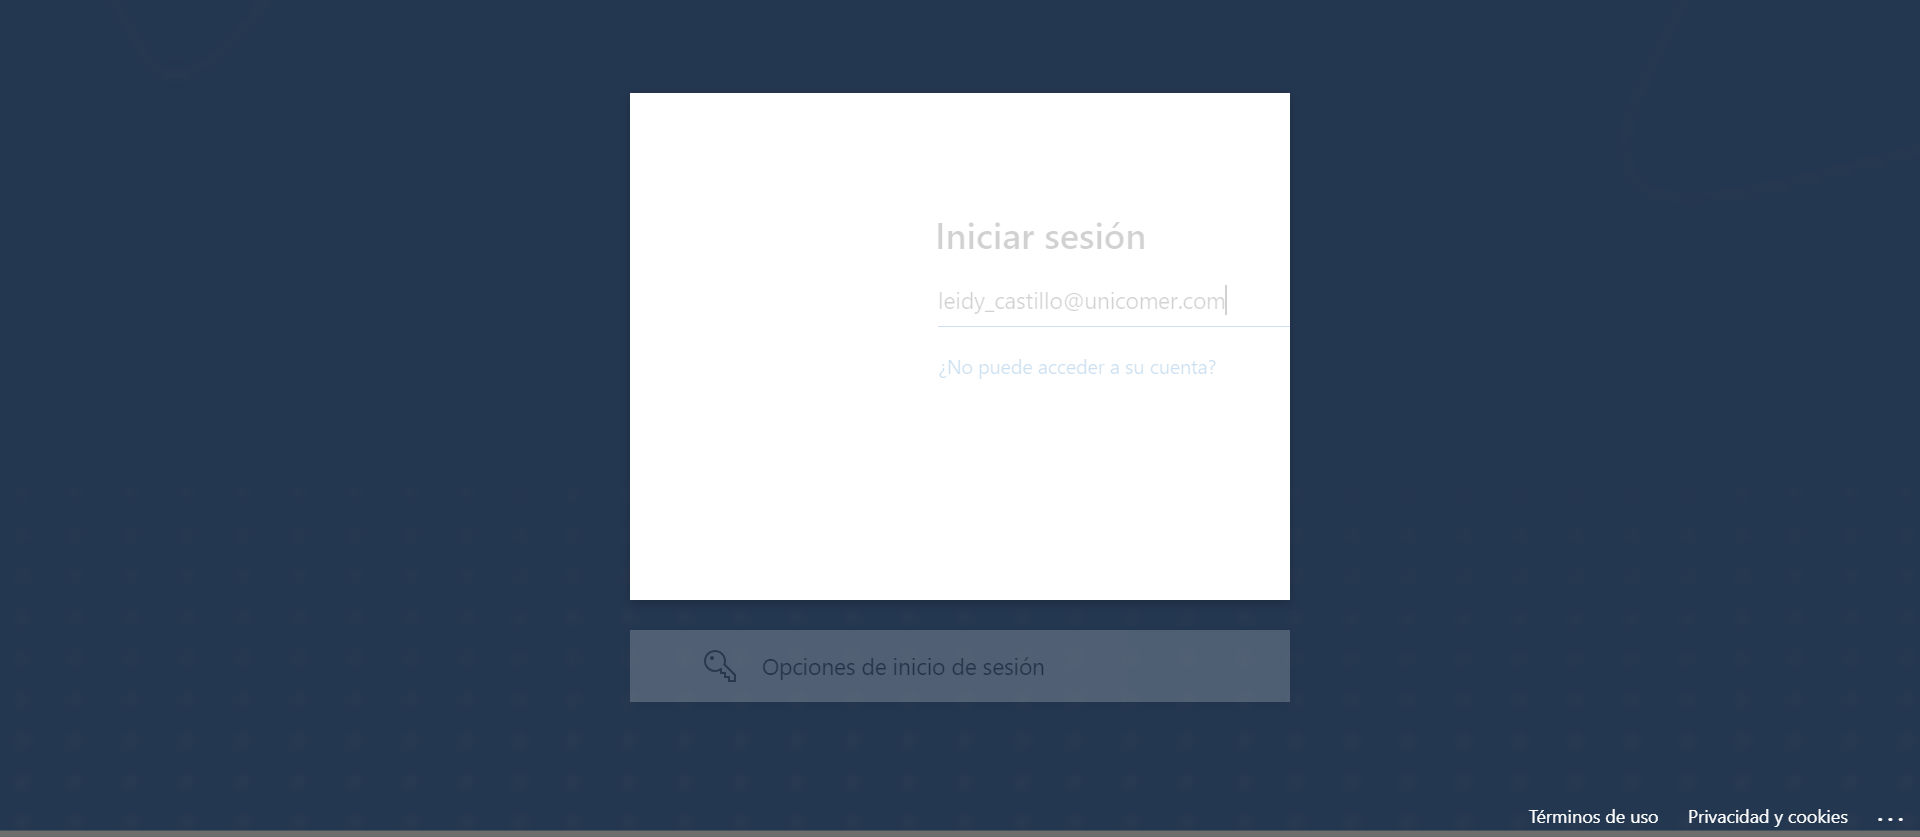 Iniciar sesión
leidy_castillo@unicomer.com
¿No puede acceder a su cuenta?
Opciones de inicio de sesión
Términos de uso
Privacidad y cookies
...